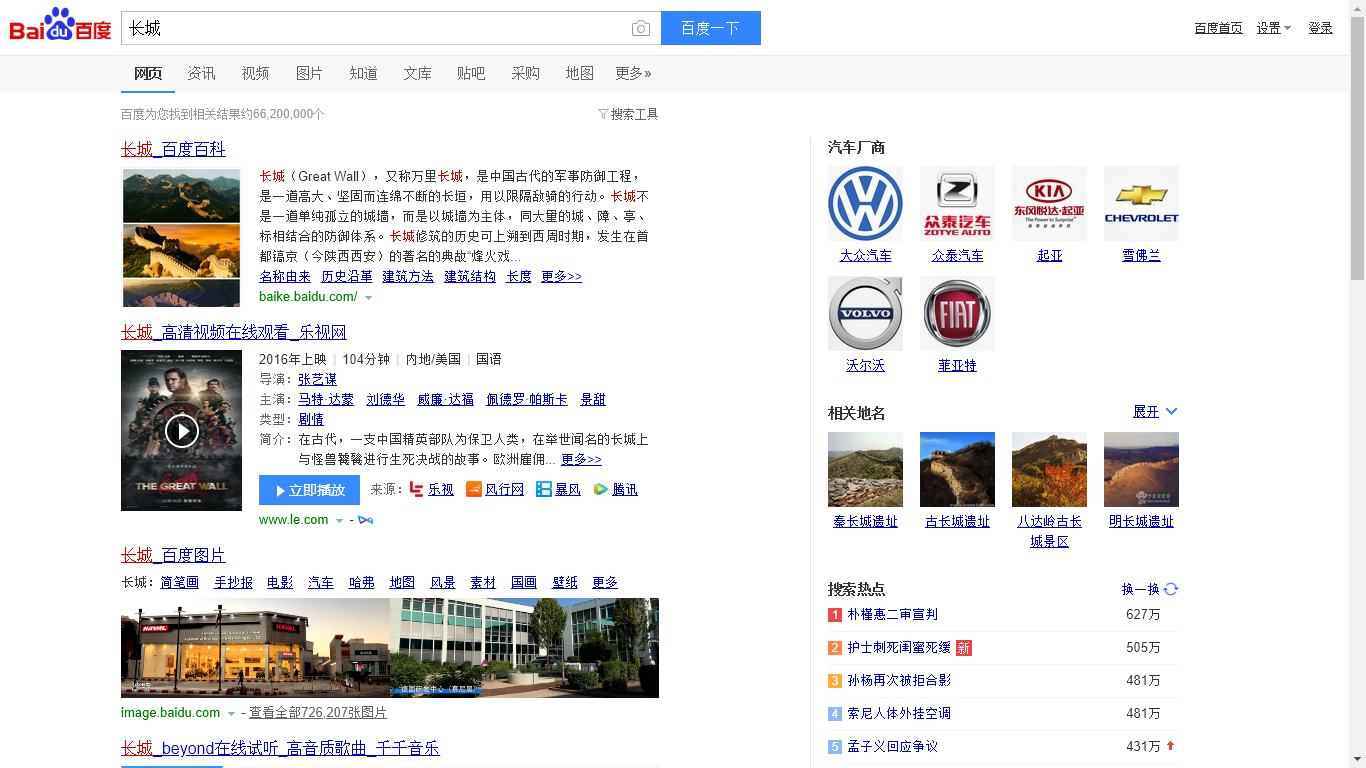 Bai du 百度
长城
百度一下
百度首页 设置 登录
网页 资讯 视频 图片 知道 文库 贴吧 采购 地图 更多»
百度为您找到相关结果约66,200,000个
搜索工具
长城_百度百科
长城（Great Wall），又称万里长城，是中国古代的军事防御工程，
是一道高大、坚固而连绵不断的长垣，用以限隔敌骑的行动。长城不
是一道单纯孤立的城墙，而是以城墙为主体，同大量的城、障、亭、
标相结合的防御体系。长城修筑的历史可上溯到西周时期，发生在首
都镐京（今陕西西安）的著名的典故“烽火戏...
名称由来 历史沿革 建筑方法 建筑结构 长度 更多>>
baike.baidu.com/
长城_高清视频在线观看_乐视网
2016年上映 | 104分钟 | 内地/美国 | 国语
导演：张艺谋
主演：马特·达蒙 刘德华 威廉·达福 佩德罗·帕斯卡 景甜
类型：剧情
简介：在古代，一支中国精英部队为保卫人类，在举世闻名的长城上
与怪兽饕餮进行生死决战的故事。欧洲雇佣... 更多>>
THE GREAT WALL
立即播放 来源： 乐视 风行网 暴风 腾讯
www.le.com -
长城_百度图片
长城： 简笔画 手抄报 电影 汽车 哈弗 地图 风景 素材 国画 壁纸 更多
HAVAL HAVAL
沙特
德国研发中心（慕尼黑）
image.baidu.com - 查看全部726,207张图片
长城_beyond在线试听_高音质歌曲_千千音乐
汽车厂商
众泰汽车
ZOTYE AUTO
KIA
东风悦达·起亚
The Power to Surprise
CHEVROLET
大众汽车 众泰汽车 起亚 雪佛兰
VOLVO
FIAT
沃尔沃 菲亚特
相关地名 展开
秦长城遗址 古长城遗址 八达岭古长城景区 明长城遗址
搜索热点 换一换
1 朴槿惠二审宣判 627万
2 护士刺死闺蜜死缓 新 505万
3 孙杨再次被拒合影 481万
4 索尼人体外挂空调 481万
5 孟子义回应争议 431万